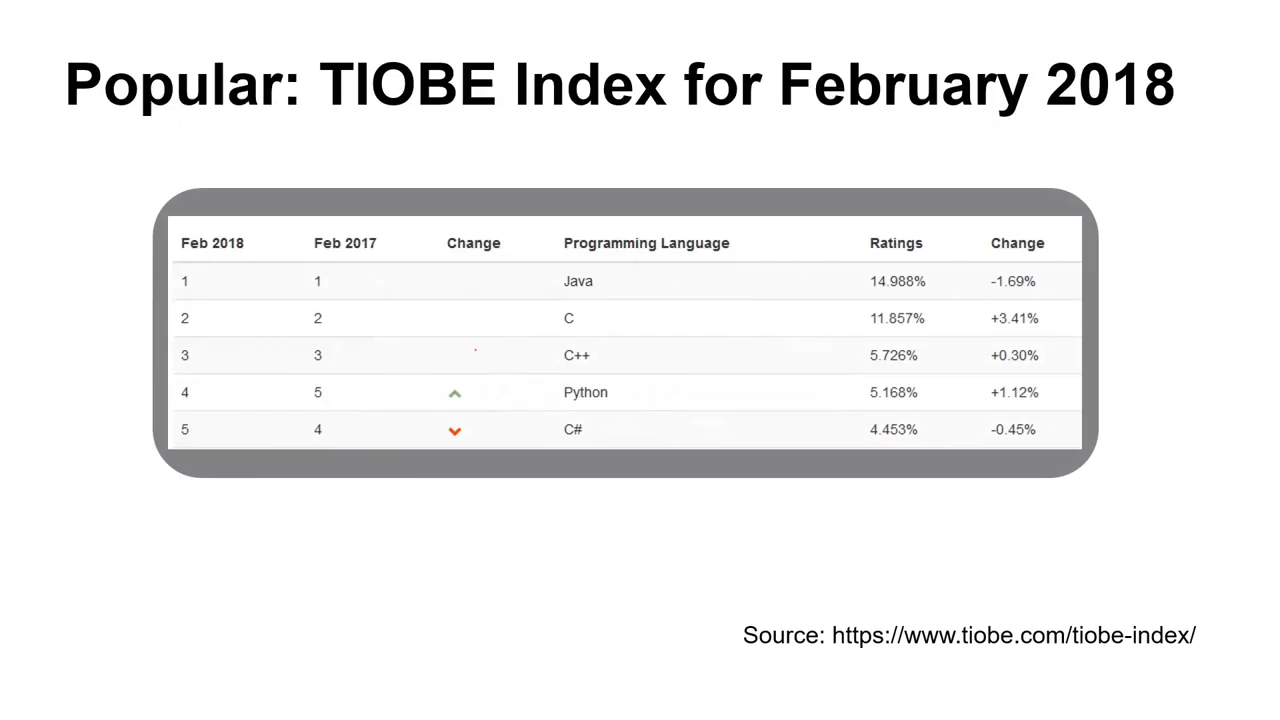 Popular: TIOBE Index for February 2018
Feb 2018 Feb 2017 Change Programming Language Ratings Change
1 1 Java 14.988% -1.69%
2 2 C 11.857% +3.41%
3 3 C++ 5.726% +0.30%
4 5 Python 5.168% +1.12%
5 4 C# 4.453% -0.45%
Source: https://www.tiobe.com/tiobe-index/